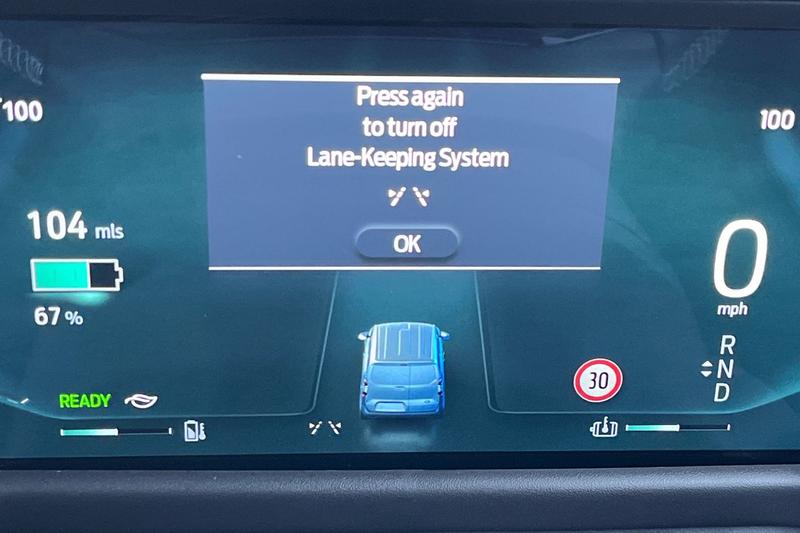 Press again
to turn off
Lane-Keeping System
OK
100
100
104 mls
67 %
0
mph
R
N
D
30
READY